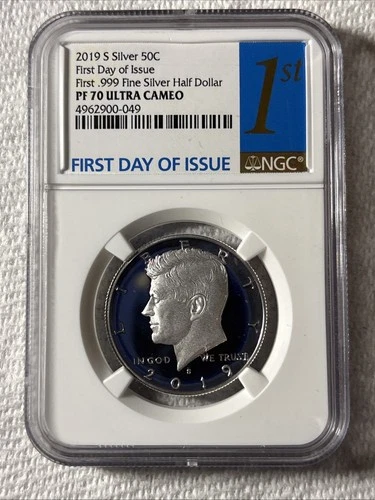 2019 S Silver 50C
First Day of Issue
First .999 Fine Silver Half Dollar
PF 70 ULTRA CAMEO
4962900-049
1st
FIRST DAY OF ISSUE
NGC®
LIBERTY
IN GOD WE TRUST
S
2019